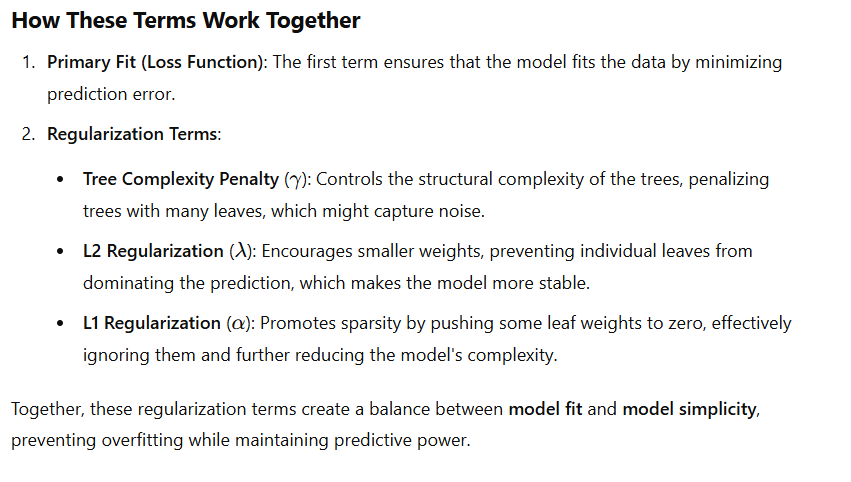 How These Terms Work Together
1. Primary Fit (Loss Function): The first term ensures that the model fits the data by minimizing
prediction error.
2. Regularization Terms:
• Tree Complexity Penalty (γ): Controls the structural complexity of the trees, penalizing
trees with many leaves, which might capture noise.
• L2 Regularization (λ): Encourages smaller weights, preventing individual leaves from
dominating the prediction, which makes the model more stable.
• L1 Regularization (α): Promotes sparsity by pushing some leaf weights to zero, effectively
ignoring them and further reducing the model's complexity.
Together, these regularization terms create a balance between model fit and model simplicity,
preventing overfitting while maintaining predictive power.